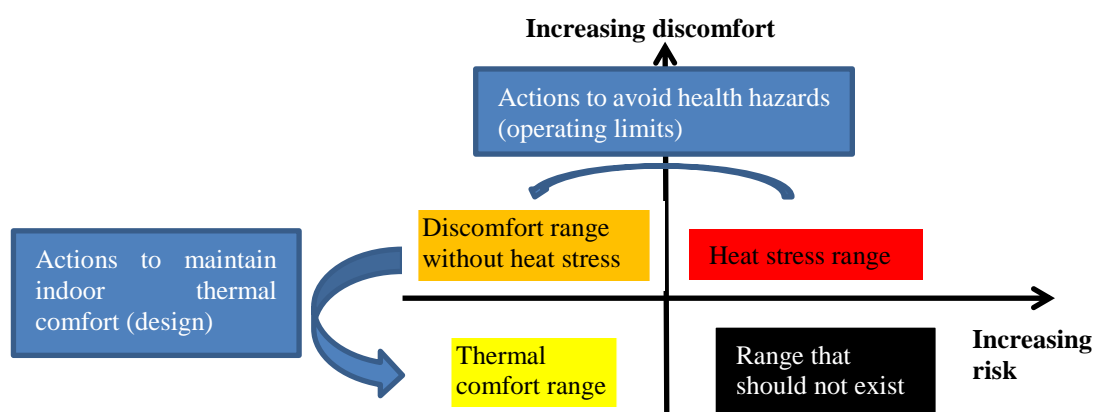 Increasing discomfort
Actions to avoid health hazards
(operating limits)
Discomfort range
without heat stress
Heat stress range
Actions to maintain
indoor thermal
comfort (design)
Thermal
comfort range
Range that
should not exist
Increasing
risk